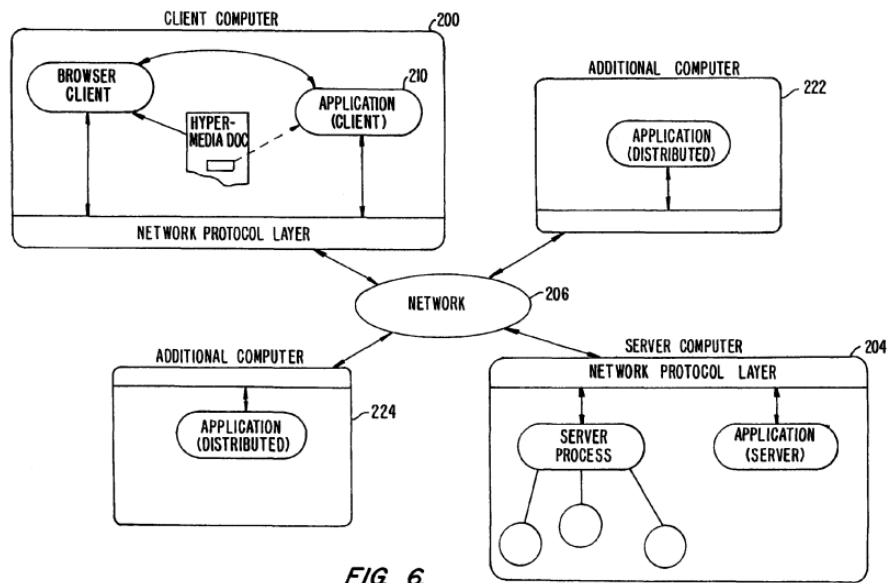 CLIENT COMPUTER
200
BROWSER
CLIENT
210
APPLICATION
(CLIENT)
HYPER-
MEDIA DOC
NETWORK PROTOCOL LAYER
ADDITIONAL COMPUTER
222
APPLICATION
(DISTRIBUTED)
NETWORK
206
ADDITIONAL COMPUTER
224
APPLICATION
(DISTRIBUTED)
SERVER COMPUTER
204
NETWORK PROTOCOL LAYER
SERVER
PROCESS
APPLICATION
(SERVER)
FIG. 6